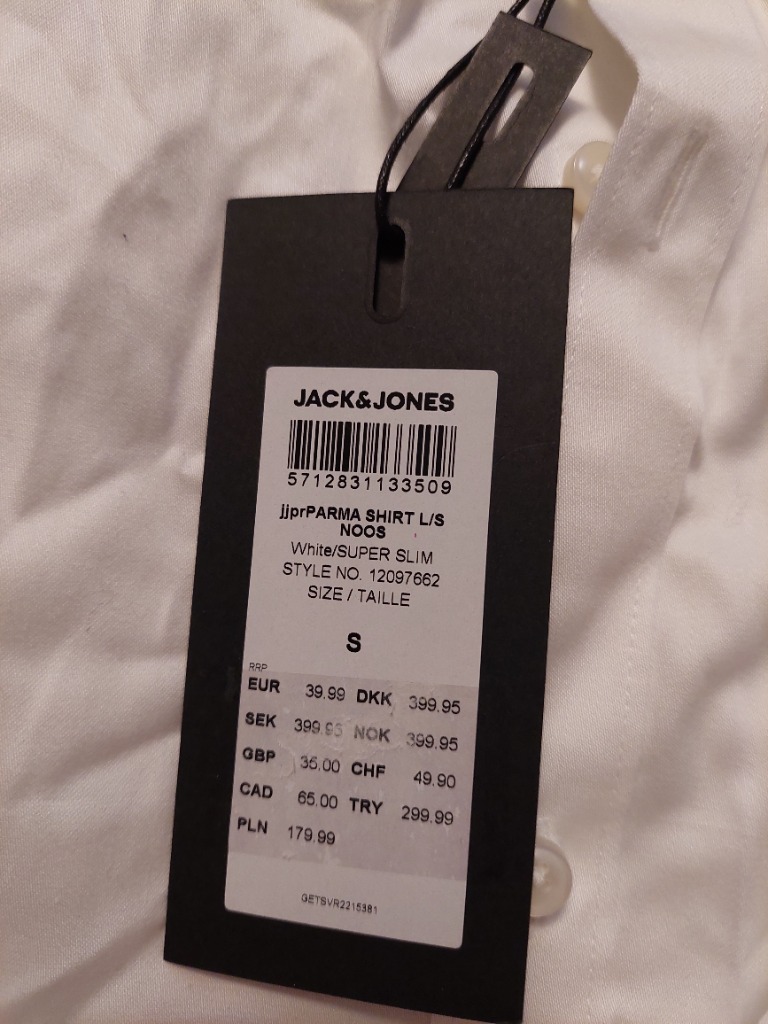 JACK&JONES
5712831133509
jjprPARMA SHIRT L/S
NOOS
White/SUPER SLIM
STYLE NO. 12097662
SIZE / TAILLE
S
RRP
EUR 39.99 DKK 399.95
SEK 399.95 NOK 399.95
GBP 35.00 CHF 49.90
CAD 65.00 TRY 299.99
PLN 179.99
GETSVR2215381